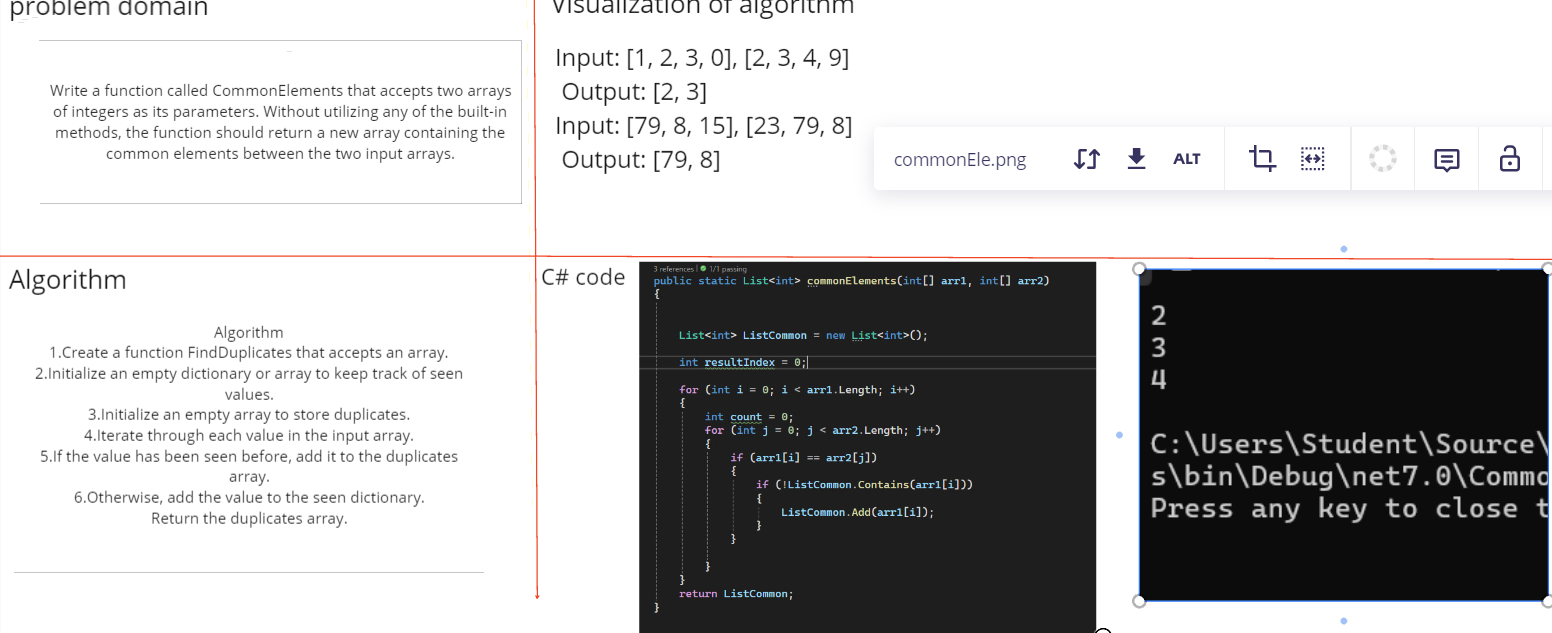 problem domain
Write a function called CommonElements that accepts two arrays
of integers as its parameters. Without utilizing any of the built-in
methods, the function should return a new array containing the
common elements between the two input arrays.
Visualization of algorithm
Input: [1, 2, 3, 0], [2, 3, 4, 9]
Output: [2, 3]
Input: [79, 8, 15], [23, 79, 8]
Output: [79, 8]
commonEle.png
ALT
Algorithm
Algorithm
1.Create a function FindDuplicates that accepts an array.
2.Initialize an empty dictionary or array to keep track of seen
values.
3.Initialize an empty array to store duplicates.
4.Iterate through each value in the input array.
5.If the value has been seen before, add it to the duplicates
array.
6.Otherwise, add the value to the seen dictionary.
Return the duplicates array.
C# code
3 references | 1/1 passing
public static List<int> commonElements(int[] arr1, int[] arr2)
{
List<int> ListCommon = new List<int>();
int resultIndex = 0;
for (int i = 0; i < arr1.Length; i++)
{
int count = 0;
for (int j = 0; j < arr2.Length; j++)
{
if (arr1[i] == arr2[j])
{
if (!ListCommon.Contains(arr1[i]))
{
ListCommon.Add(arr1[i]);
}
}
}
}
return ListCommon;
}
2
3
4
C:\Users\Student\Source\
s\bin\Debug\net7.0\Commo
Press any key to close t